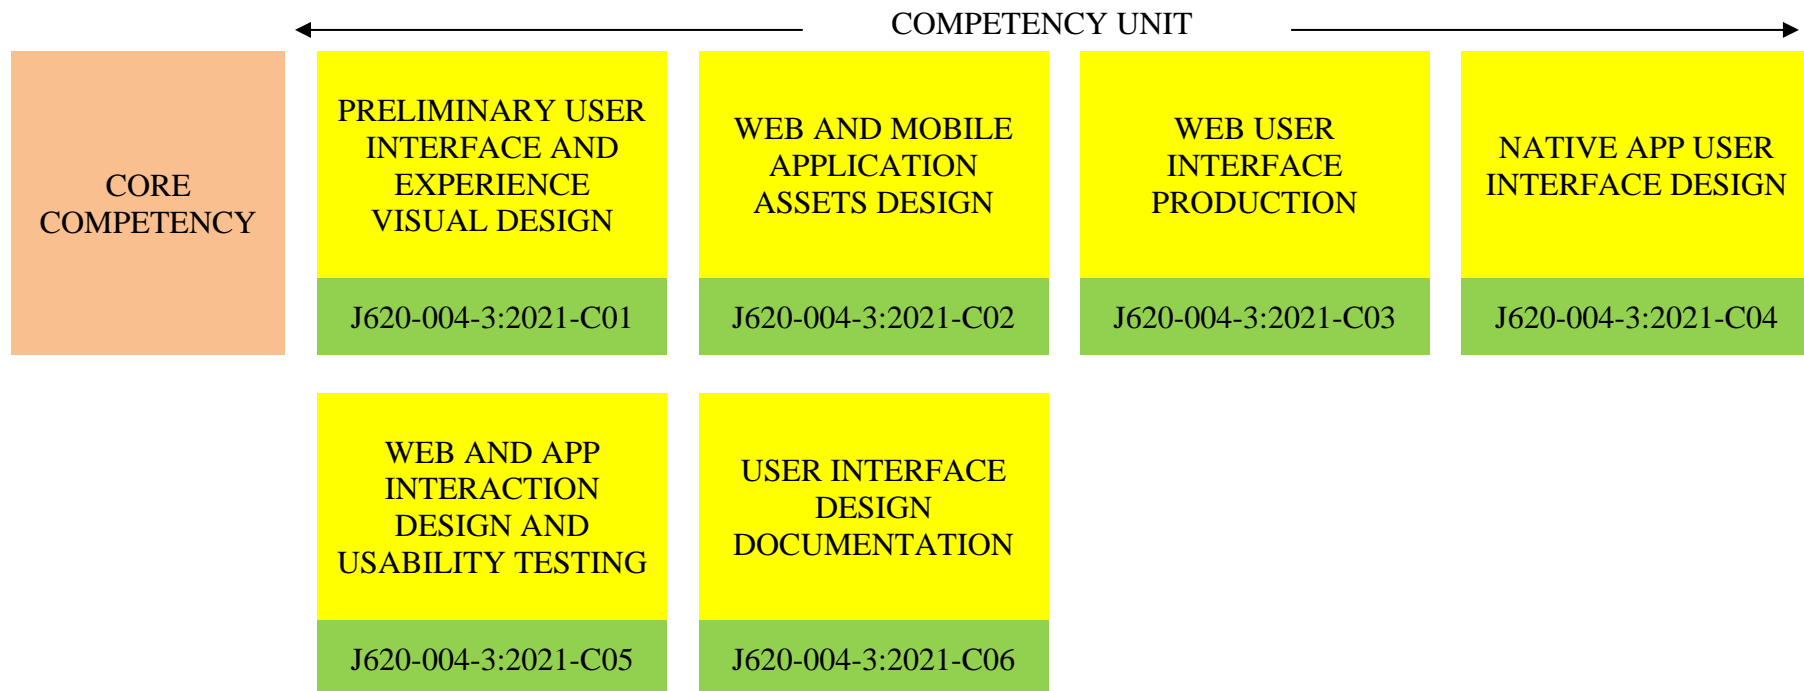 COMPETENCY UNIT
CORE
COMPETENCY
PRELIMINARY USER
INTERFACE AND
EXPERIENCE
VISUAL DESIGN
J620-004-3:2021-C01
WEB AND MOBILE
APPLICATION
ASSETS DESIGN
J620-004-3:2021-C02
WEB USER
INTERFACE
PRODUCTION
J620-004-3:2021-C03
NATIVE APP USER
INTERFACE DESIGN
J620-004-3:2021-C04
WEB AND APP
INTERACTION
DESIGN AND
USABILITY TESTING
J620-004-3:2021-C05
USER INTERFACE
DESIGN
DOCUMENTATION
J620-004-3:2021-C06